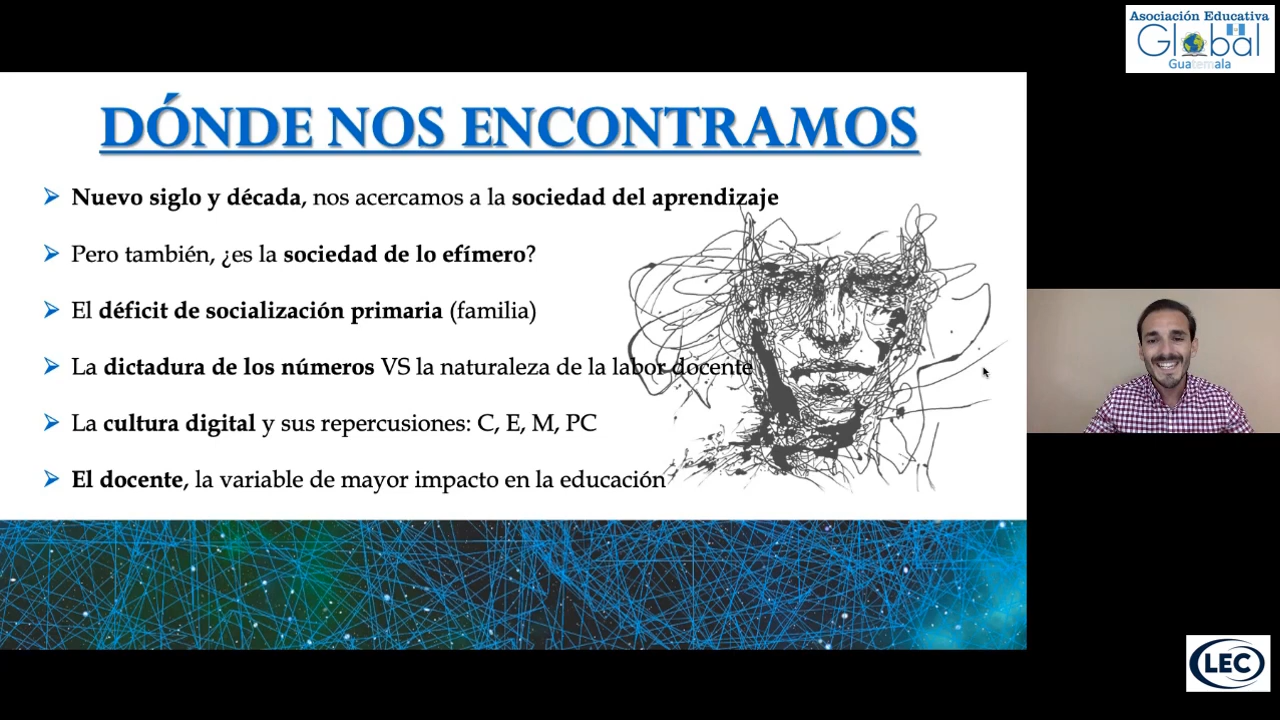 Asociación Educativa
Global
Guatemala
DÓNDE NOS ENCONTRAMOS
Nuevo siglo y década, nos acercamos a la sociedad del aprendizaje
Pero también, ¿es la sociedad de lo efímero?
El déficit de socialización primaria (familia)
La dictadura de los números VS la naturaleza de la labor docente
La cultura digital y sus repercusiones: C, E, M, PC
El docente, la variable de mayor impacto en la educación
LEC